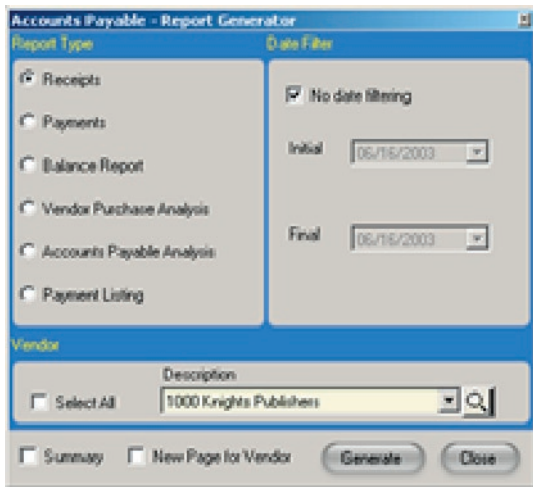 Accounts Payable - Report Generator
Report Type
Receipts
Payments
Balance Report
Vendor Purchase Analysis
Accounts Payable Analysis
Payment Listing
Date Filter
No date filtering
Initial 06/16/2003
Final 06/16/2003
Vendor
Description
Select All 1000 Knights Publishers
Summary New Page for Vendor Generate Close